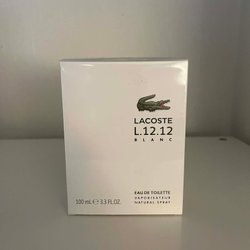 LACOSTE
L.12.12
BLANC
EAU DE TOILETTE
VAPORISATEUR
NATURAL SPRAY
100 mL e 3.3 FL.OZ.